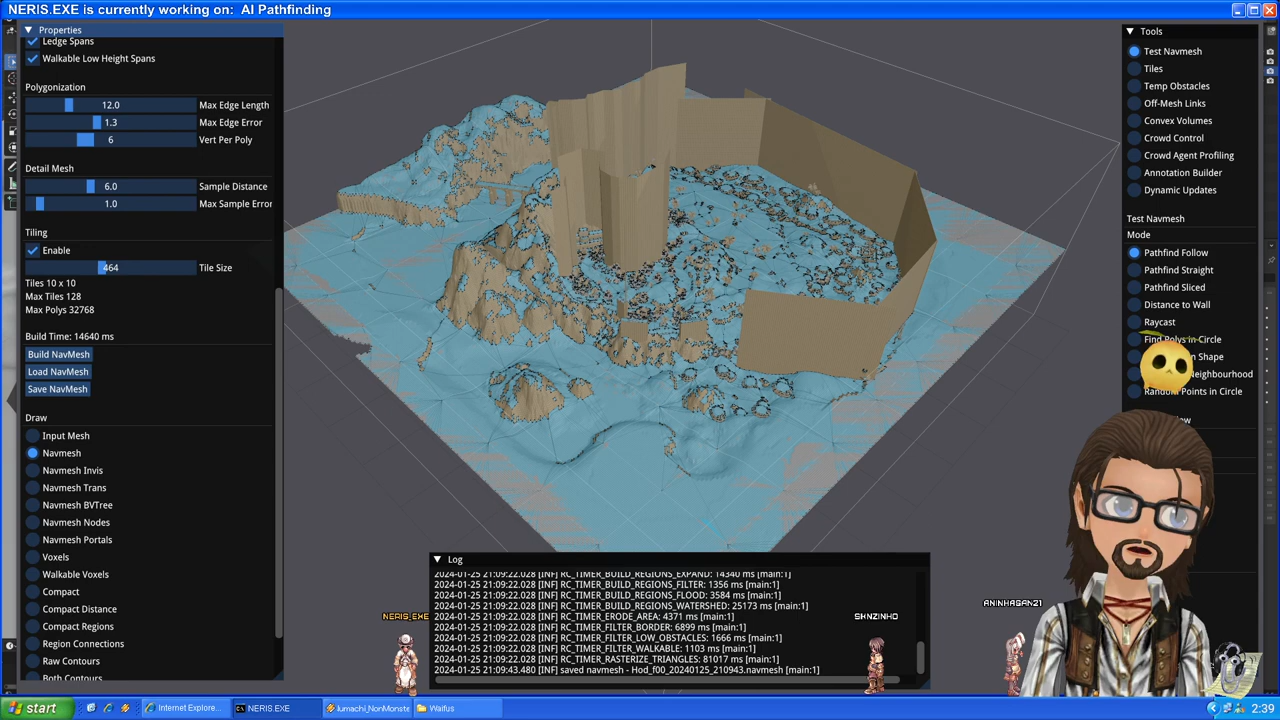 NERIS.EXE is currently working on:  AI Pathfinding
Properties
Ledge Spans
Walkable Low Height Spans
Polygonization
12.0 Max Edge Length
1.3 Max Edge Error
6 Vert Per Poly
Detail Mesh
6.0 Sample Distance
1.0 Max Sample Error
Tiling
Enable
464 Tile Size
Tiles 10 x 10
Max Tiles 128
Max Polys 32768
Build Time: 14640 ms
Build NavMesh
Load NavMesh
Save NavMesh
Draw
Input Mesh
Navmesh
Navmesh Invis
Navmesh Trans
Navmesh BVTree
Navmesh Nodes
Navmesh Portals
Voxels
Walkable Voxels
Compact
Compact Distance
Compact Regions
Region Connections
Raw Contours
Both Contours
Tools
Test Navmesh
Tiles
Temp Obstacles
Off-Mesh Links
Convex Volumes
Crowd Control
Crowd Agent Profiling
Annotation Builder
Dynamic Updates
Test Navmesh
Mode
Pathfind Follow
Pathfind Straight
Pathfind Sliced
Distance to Wall
Raycast
Find Polys in Circle
in Shape
Neighbourhood
Random Points in Circle
Log
2024-01-25 21:09:22.028 [INF] RC_TIMER_BUILD_REGIONS_EXPAND: 14340 ms [main:1]
2024-01-25 21:09:22.028 [INF] RC_TIMER_BUILD_REGIONS_FILTER: 1356 ms [main:1]
2024-01-25 21:09:22.028 [INF] RC_TIMER_BUILD_REGIONS_FLOOD: 3584 ms [main:1]
2024-01-25 21:09:22.028 [INF] RC_TIMER_BUILD_REGIONS_WATERSHED: 25173 ms [main:1]
2024-01-25 21:09:22.028 [INF] RC_TIMER_ERODE_AREA: 4371 ms [main:1]
2024-01-25 21:09:22.028 [INF] RC_TIMER_FILTER_BORDER: 6899 ms [main:1]
2024-01-25 21:09:22.028 [INF] RC_TIMER_FILTER_LOW_OBSTACLES: 1666 ms [main:1]
2024-01-25 21:09:22.028 [INF] RC_TIMER_FILTER_WALKABLE: 1103 ms [main:1]
2024-01-25 21:09:22.028 [INF] RC_TIMER_RASTERIZE_TRIANGLES: 81017 ms [main:1]
2024-01-25 21:09:43.480 [INF] saved navmesh - Hod_f00_20240125_210943.navmesh [main:1]
NERIS_EXE
SKNZINHO
ANINHASAN21
start
Internet Explore...
NERIS.EXE
lumachi_NonMonste
Waifus
2:39